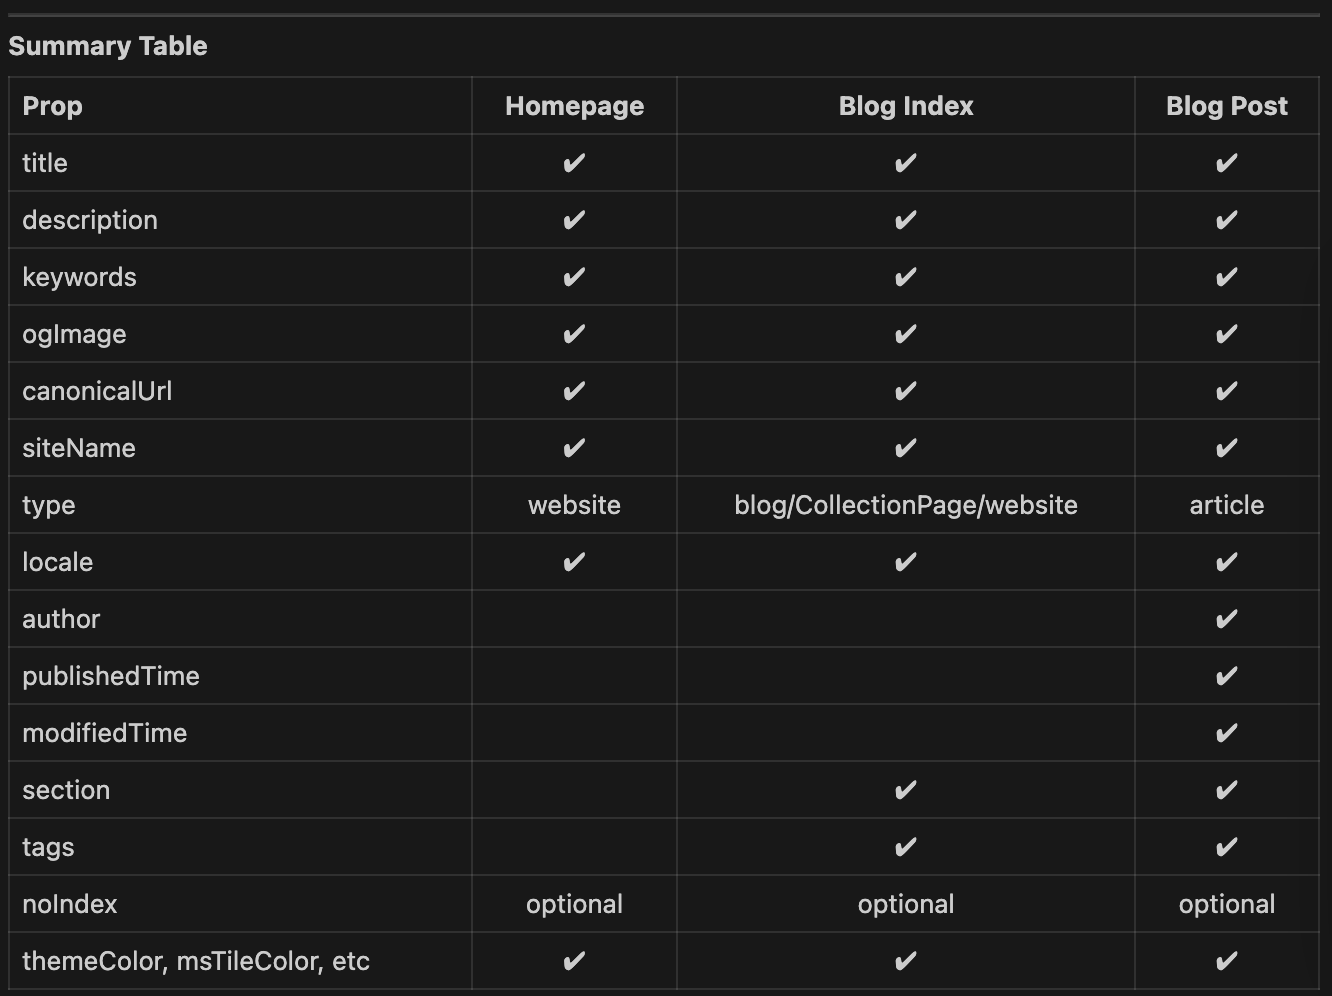 Summary Table
Prop Homepage Blog Index Blog Post
title ✔ ✔ ✔
description ✔ ✔ ✔
keywords ✔ ✔ ✔
ogImage ✔ ✔ ✔
canonicalUrl ✔ ✔ ✔
siteName ✔ ✔ ✔
type website blog/CollectionPage/website article
locale ✔ ✔ ✔
author ✔
publishedTime ✔
modifiedTime ✔
section ✔ ✔
tags ✔ ✔
noIndex optional optional optional
themeColor, msTileColor, etc ✔ ✔ ✔